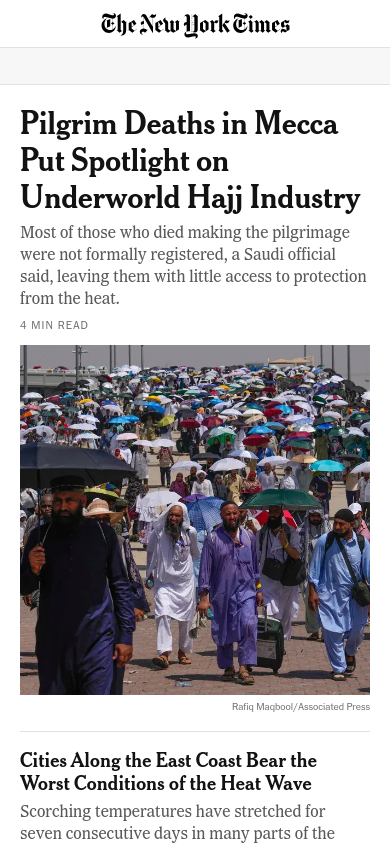 The New York Times
Pilgrim Deaths in Mecca
Put Spotlight on
Underworld Hajj Industry
Most of those who died making the pilgrimage
were not formally registered, a Saudi official
said, leaving them with little access to protection
from the heat.
4 MIN READ
Rafiq Maqbool/Associated Press
Cities Along the East Coast Bear the
Worst Conditions of the Heat Wave
Scorching temperatures have stretched for
seven consecutive days in many parts of the